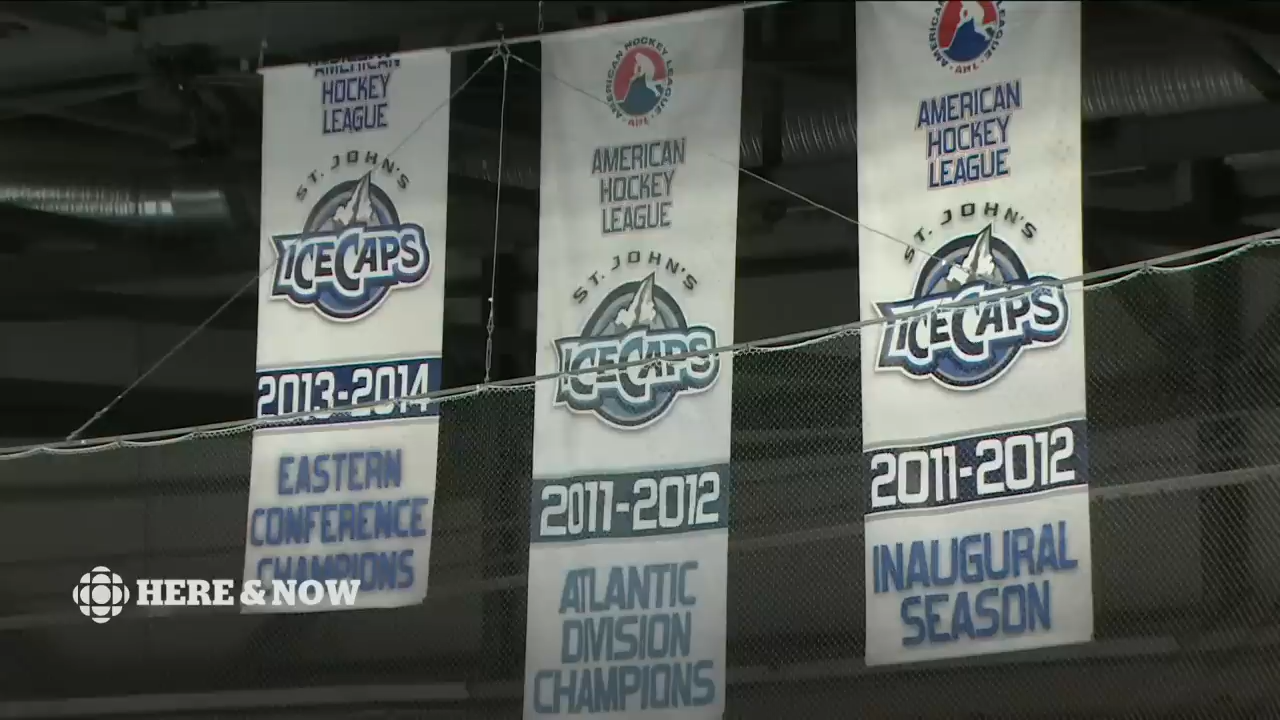 AMERICAN
HOCKEY
LEAGUE
ST. JOHN'S
ICECAPS
2013-2014
EASTERN
CONFERENCE
CHAMPIONS
AMERICAN HOCKEY LEAGUE
AHL
AMERICAN
HOCKEY
LEAGUE
ST. JOHN'S
ICECAPS
2011-2012
ATLANTIC
DIVISION
CHAMPIONS
AMERICAN
LEAGUE
AHL
AMERICAN
HOCKEY
LEAGUE
ST. JOHN'S
ICECAPS
2011-2012
INAUGURAL
SEASON
HERE & NOW